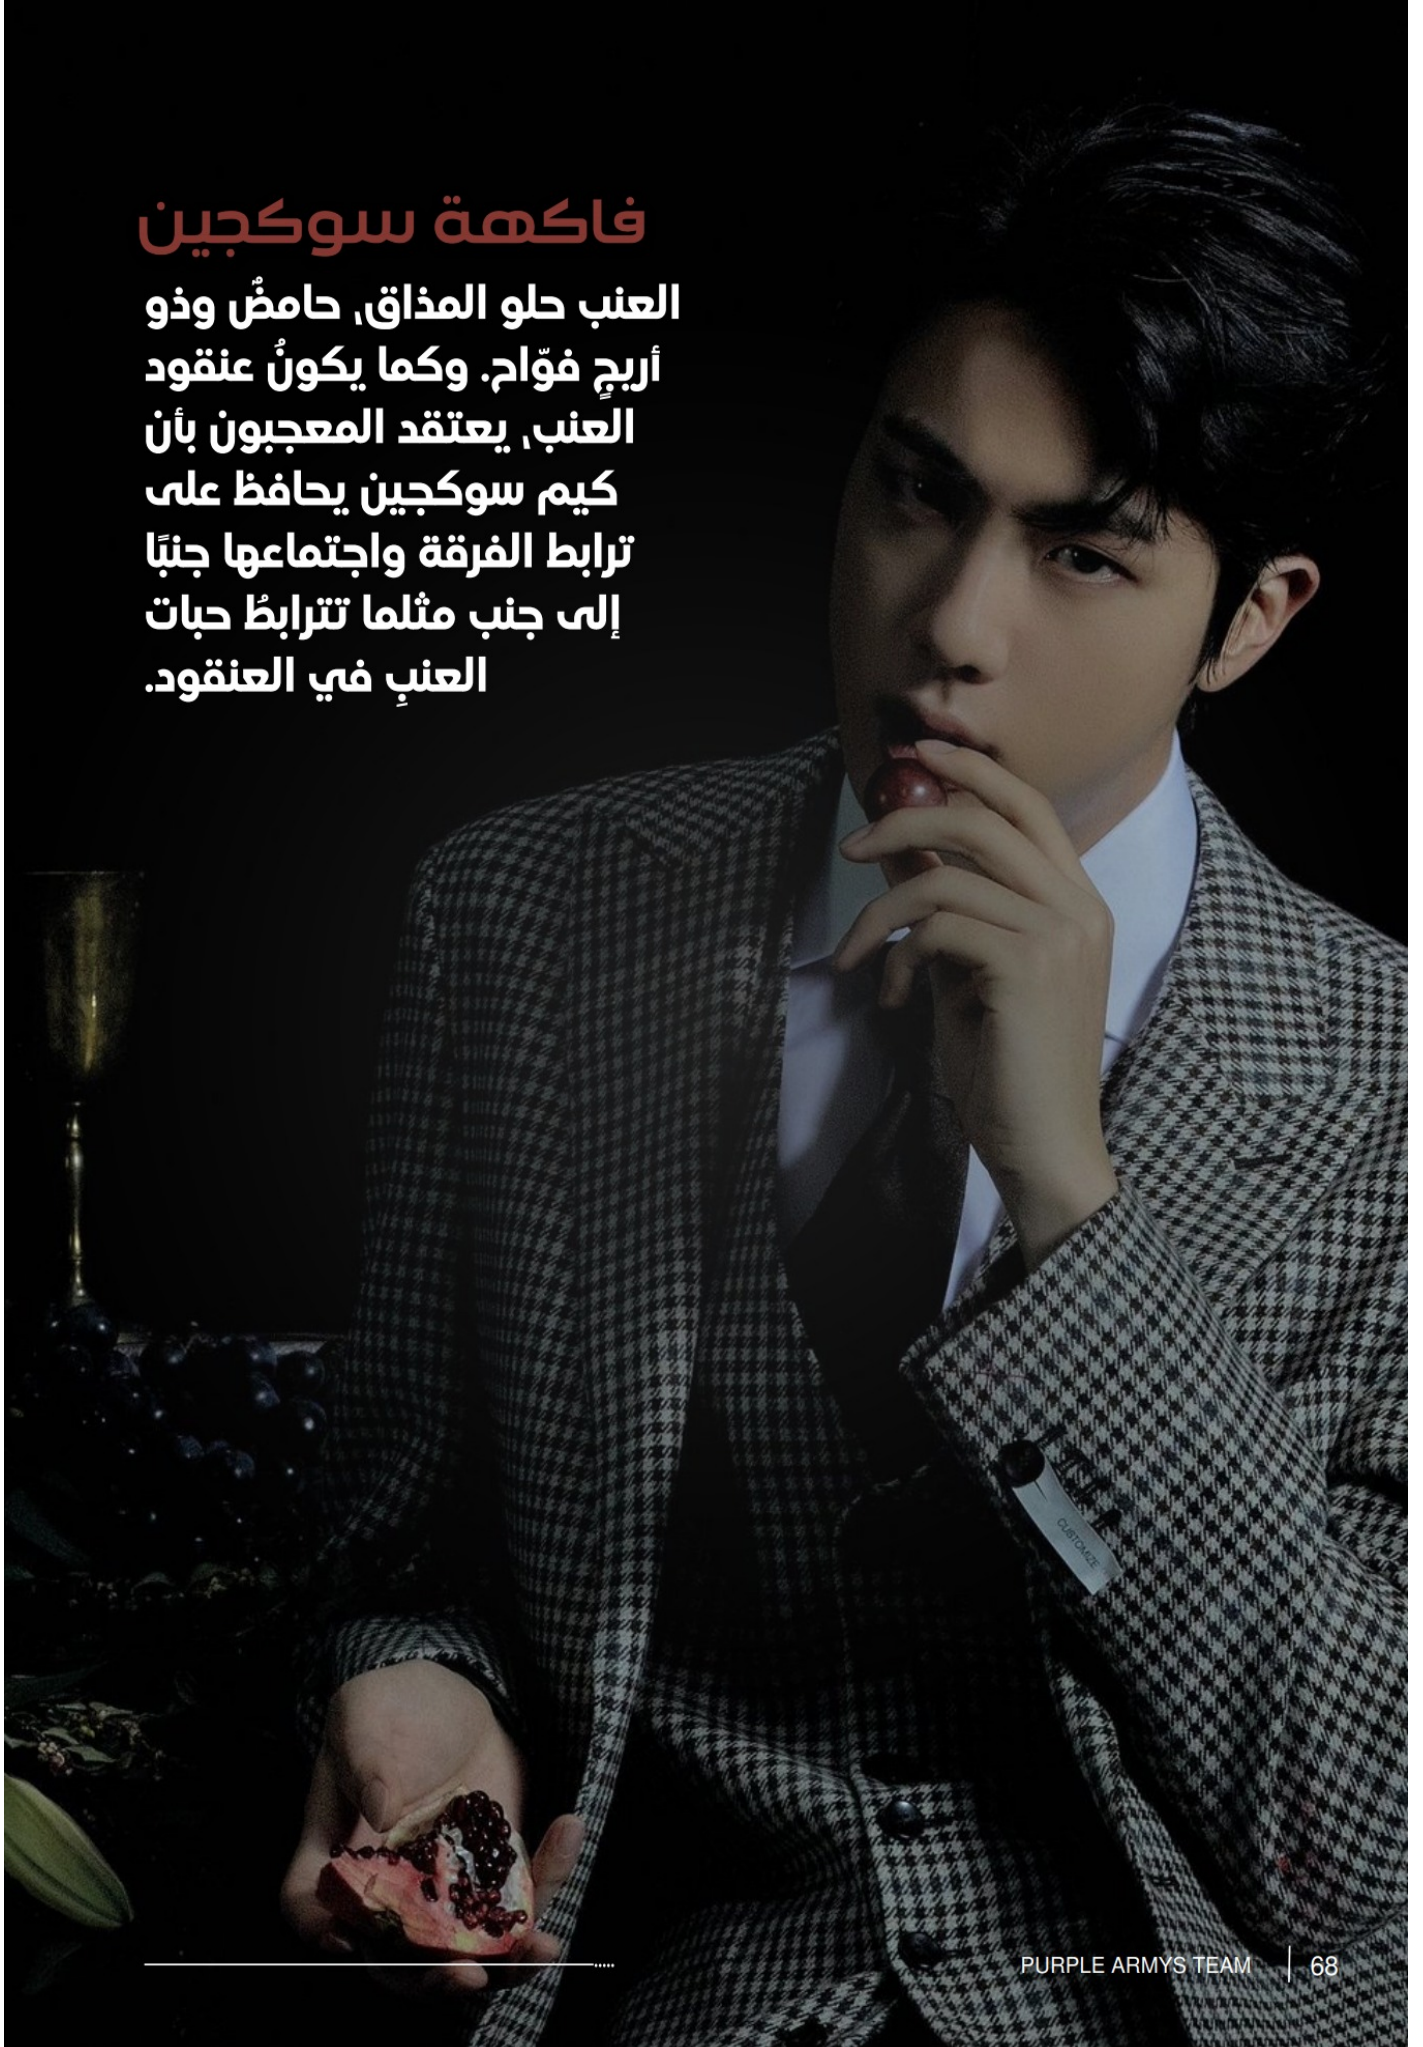 فاكهة سوكجين
العنب حلو المذاق، حامضُ وذو
أريجٍ فوّاح. وكما يكونُ عنقود
العنب، يعتقد المعجبون بأن
كيم سوكجين يحافظ على
ترابط الفرقة واجتماعها جنبًا
إلى جنب مثلما تترابطُ حبات
العنبِ في العنقود.
CUSTOMIZE
PURPLE ARMYS TEAM | 68